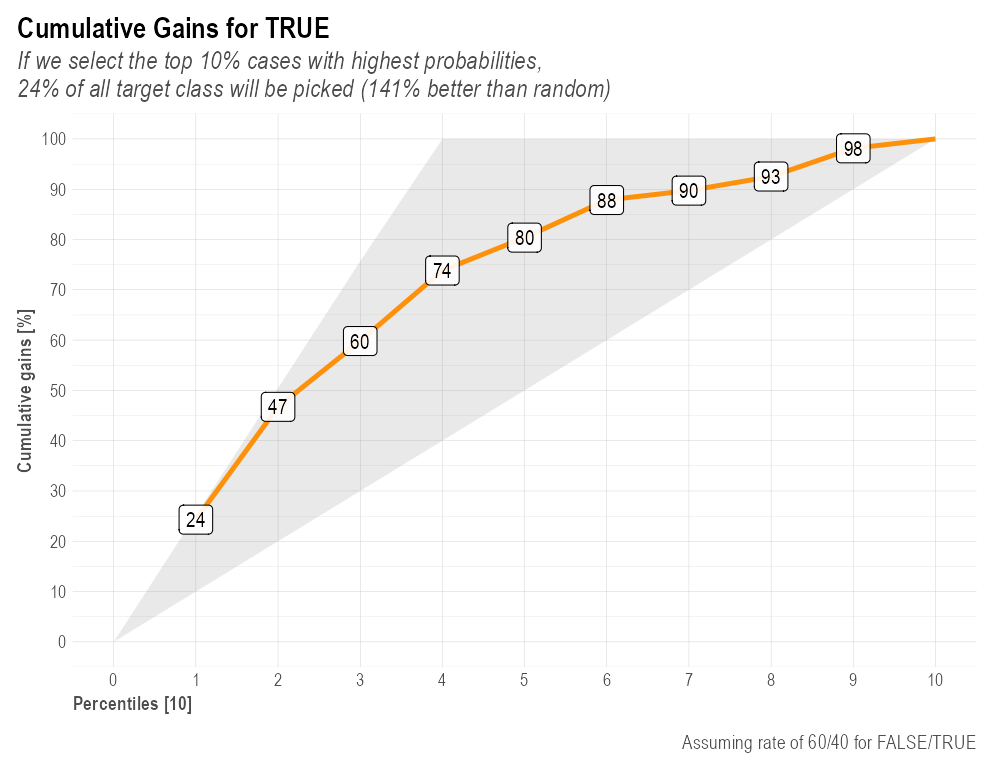 Cumulative Gains for TRUE
If we select the top 10% cases with highest probabilities,
24% of all target class will be picked (141% better than random)
Cumulative gains [%]
100
90
80
70
60
50
40
30
20
10
0
24
47
60
74
80
88
90
93
98
0 1 2 3 4 5 6 7 8 9 10
Percentiles [10]
Assuming rate of 60/40 for FALSE/TRUE